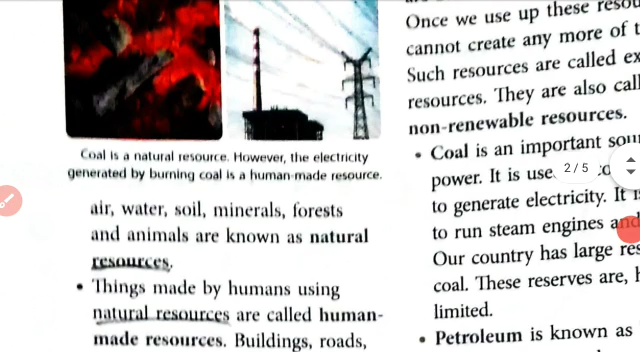 Coal is a natural resource. However, the electricity
generated by burning coal is a human-made resource.
air, water, soil, minerals, forests
and animals are known as natural
resources.
• Things made by humans using
natural resources are called human-
made resources. Buildings, roads,
Once we use up these
cannot create any more of
Such resources are called
resources. They are also
non-renewable resources.
• Coal is an important
power. It is
to generate electricity. It
to run steam engines and
Our country has large
coal. These reserves are,
limited.
• Petroleum is known as
2 / 5